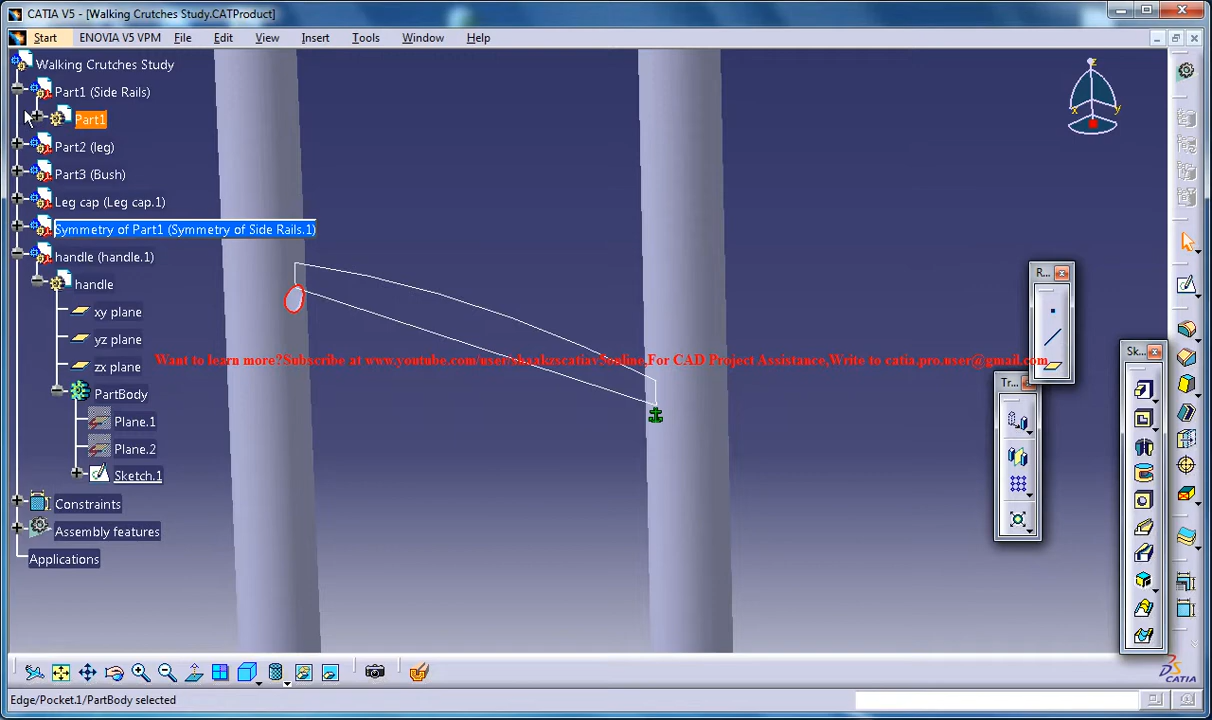 CATIA V5 - [Walking Crutches Study.CATProduct]
Start ENOVIA V5 VPM File Edit View Insert Tools Window Help
Walking Crutches Study
Part1 (Side Rails)
Part1
Part2 (leg)
Part3 (Bush)
Leg cap (Leg cap.1)
Symmetry of Part1 (Symmetry of Side Rails.1)
handle (handle.1)
handle
xy plane
yz plane
zx plane
PartBody
Plane.1
Plane.2
Sketch.1
Constraints
Assembly features
Applications
z
x
y
R...
Sk...
Tr...
Want to learn more?Subscribe at www.youtube.com/user/shaakzscatiav5online,For CAD Project Assistance,Write to catia.pro.user@gmail.com
Edge/Pocket.1/PartBody selected
CATIA